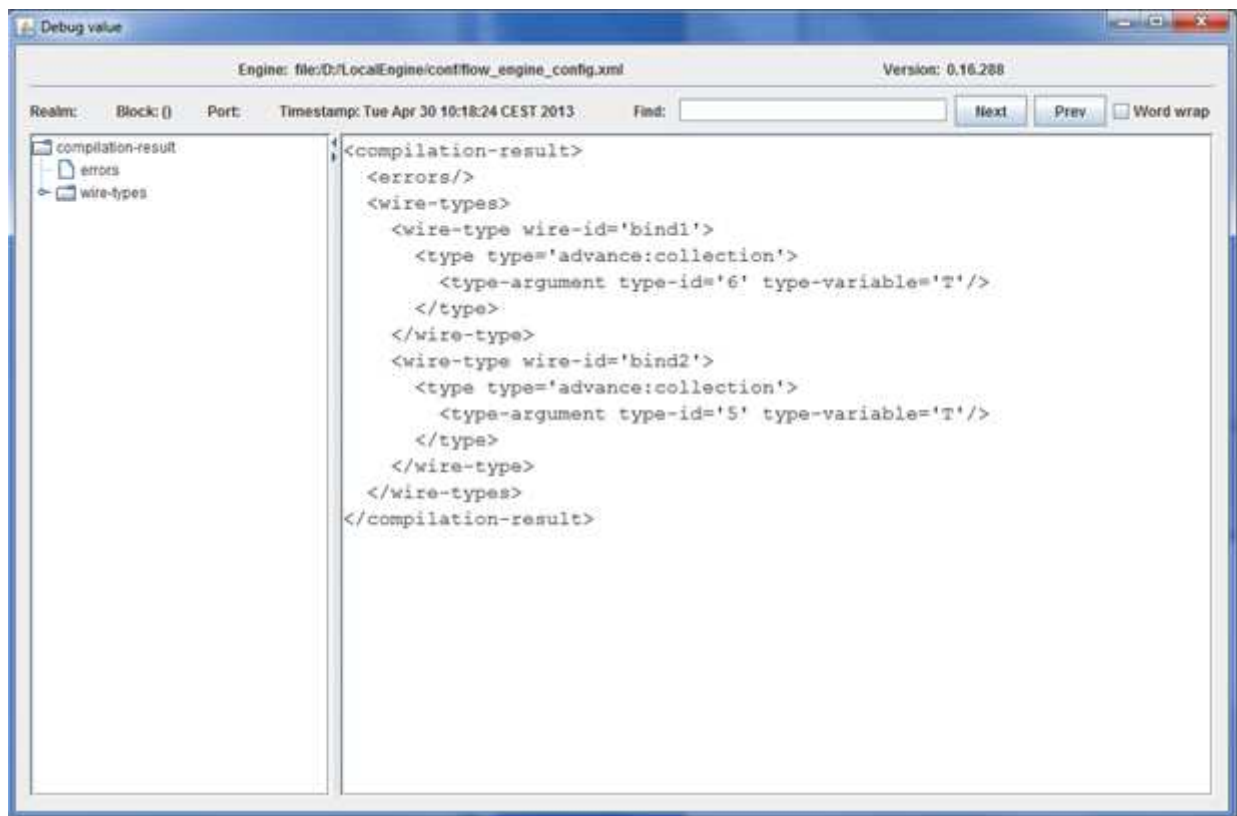 Debug value
Engine: file:/D:/LocalEngine/conf/flow_engine_config.xml Version: 0.16.288
Realm: Block: () Port: Timestamp: Tue Apr 30 10:18:24 CEST 2013 Find: Next Prev Word wrap
compilation-result
errors
wire-types
<compilation-result>
  <errors/>
  <wire-types>
    <wire-type wire-id='bind1'>
      <type type='advance:collection'>
        <type-argument type-id='6' type-variable='T'/>
      </type>
    </wire-type>
    <wire-type wire-id='bind2'>
      <type type='advance:collection'>
        <type-argument type-id='5' type-variable='T'/>
      </type>
    </wire-type>
  </wire-types>
</compilation-result>